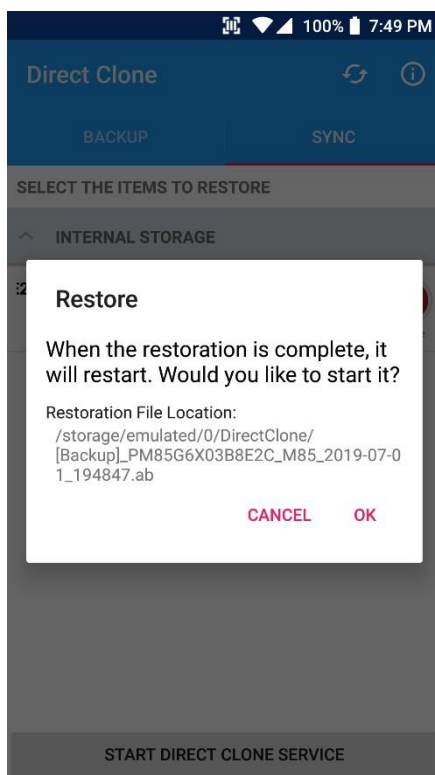 100% 7:49 PM
Direct Clone
BACKUP SYNC
SELECT THE ITEMS TO RESTORE
INTERNAL STORAGE
Restore
When the restoration is complete, it
will restart. Would you like to start it?
Restoration File Location:
/storage/emulated/0/DirectClone/
[Backup]_PM85G6X03B8E2C_M85_2019-07-0
1_194847.ab
CANCEL OK
START DIRECT CLONE SERVICE